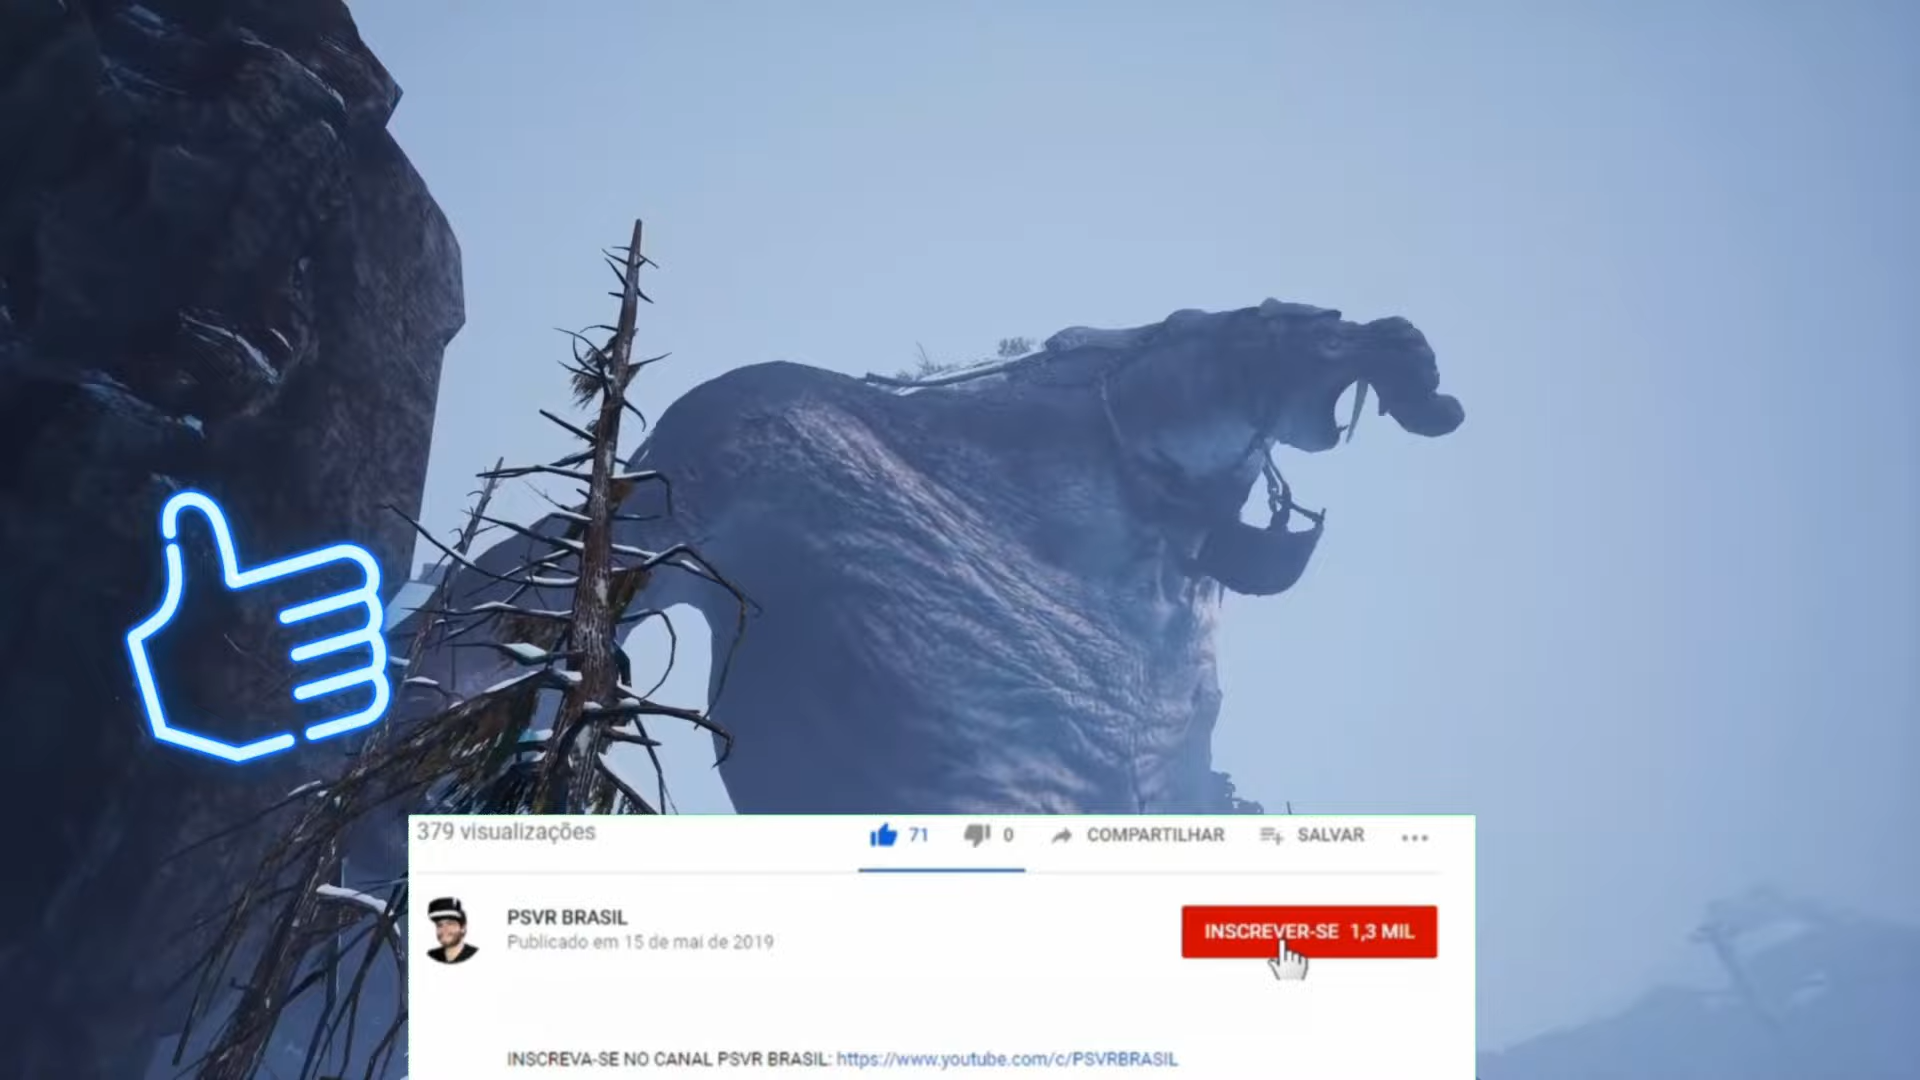 379 visualizações
71 0 COMPARTILHAR SALVAR
PSVR BRASIL
Publicado em 15 de mai de 2019
INSCREVER-SE 1,3 MIL
INSCREVA-SE NO CANAL PSVR BRASIL: https://www.youtube.com/c/PSVRBRASIL